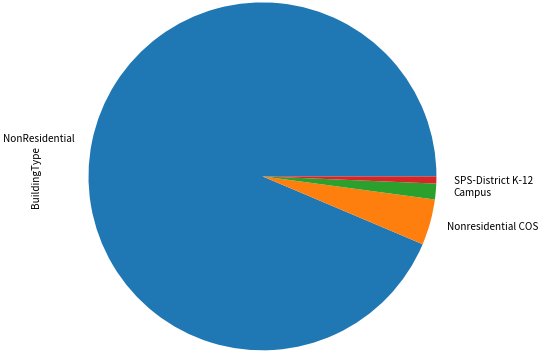 NonResidential
BuildingType
SPS-District K-12
Campus
Nonresidential COS